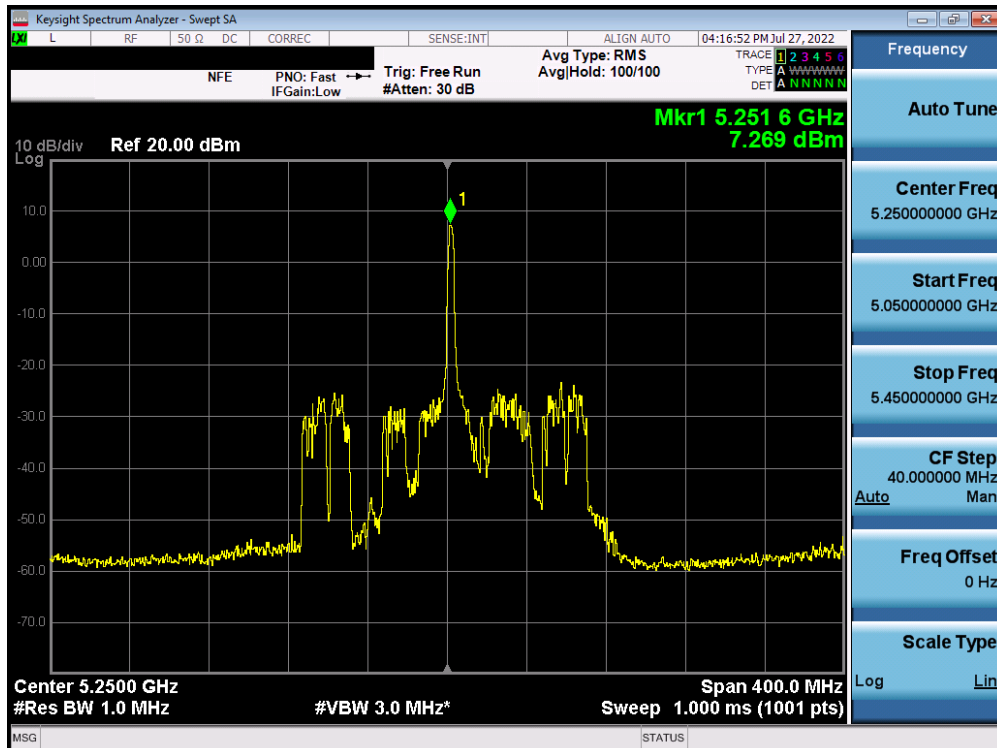 Keysight Spectrum Analyzer - Swept SA
LXI L RF 50 Ω DC CORREC SENSE:INT ALIGN AUTO 04:16:52 PM Jul 27, 2022
NFE PNO: Fast Trig: Free Run Avg Type: RMS TRACE 1 2 3 4 5 6
IFGain:Low #Atten: 30 dB Avg|Hold: 100/100 TYPE A WWWWW
DET A N N N N N
Frequency
Mkr1 5.251 6 GHz
7.269 dBm
10 dB/div Ref 20.00 dBm
Log
1
10.0
0.00
-10.0
-20.0
-30.0
-40.0
-50.0
-60.0
-70.0
Center 5.2500 GHz Span 400.0 MHz
#Res BW 1.0 MHz #VBW 3.0 MHz* Sweep 1.000 ms (1001 pts)
Auto Tune
Center Freq
5.250000000 GHz
Start Freq
5.050000000 GHz
Stop Freq
5.450000000 GHz
CF Step
40.000000 MHz
Auto Man
Freq Offset
0 Hz
Scale Type
Log Lin
MSG STATUS